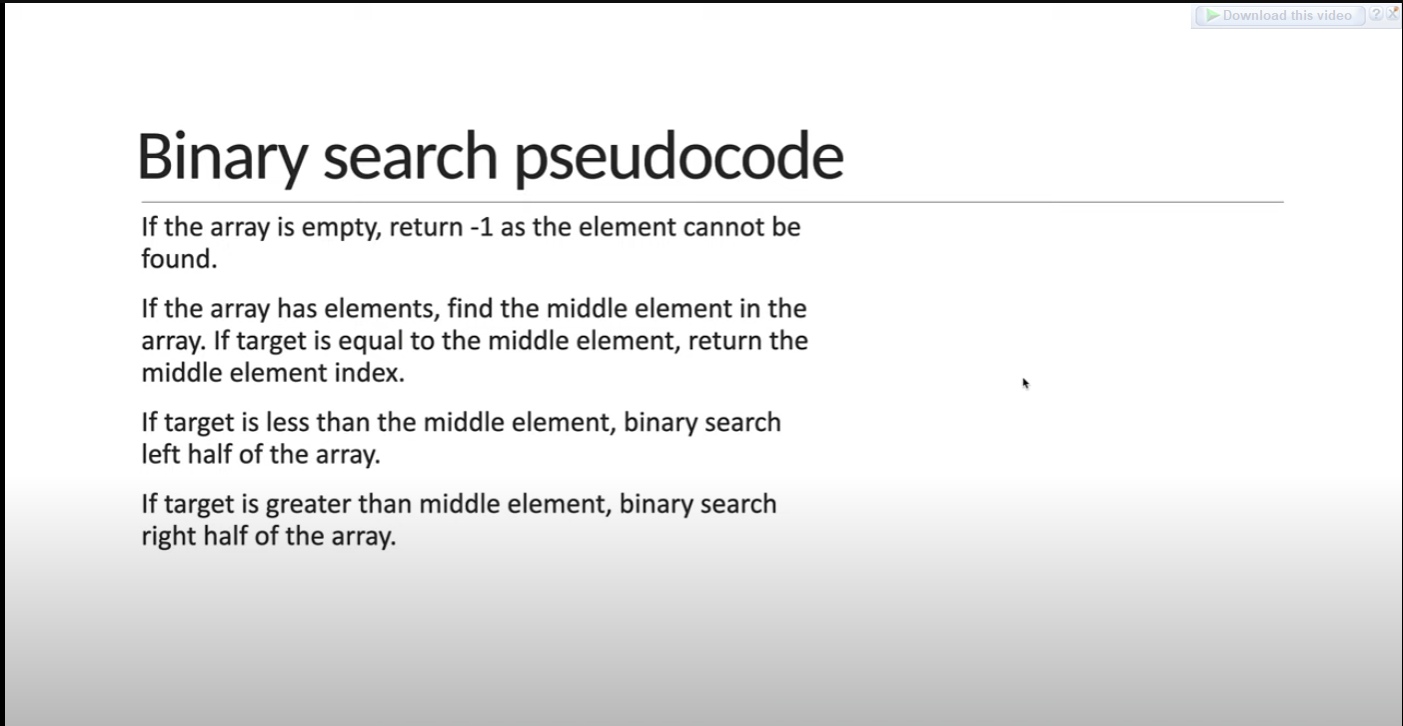 Download this video ? X
Binary search pseudocode
If the array is empty, return -1 as the element cannot be
found.
If the array has elements, find the middle element in the
array. If target is equal to the middle element, return the
middle element index.
If target is less than the middle element, binary search
left half of the array.
If target is greater than middle element, binary search
right half of the array.